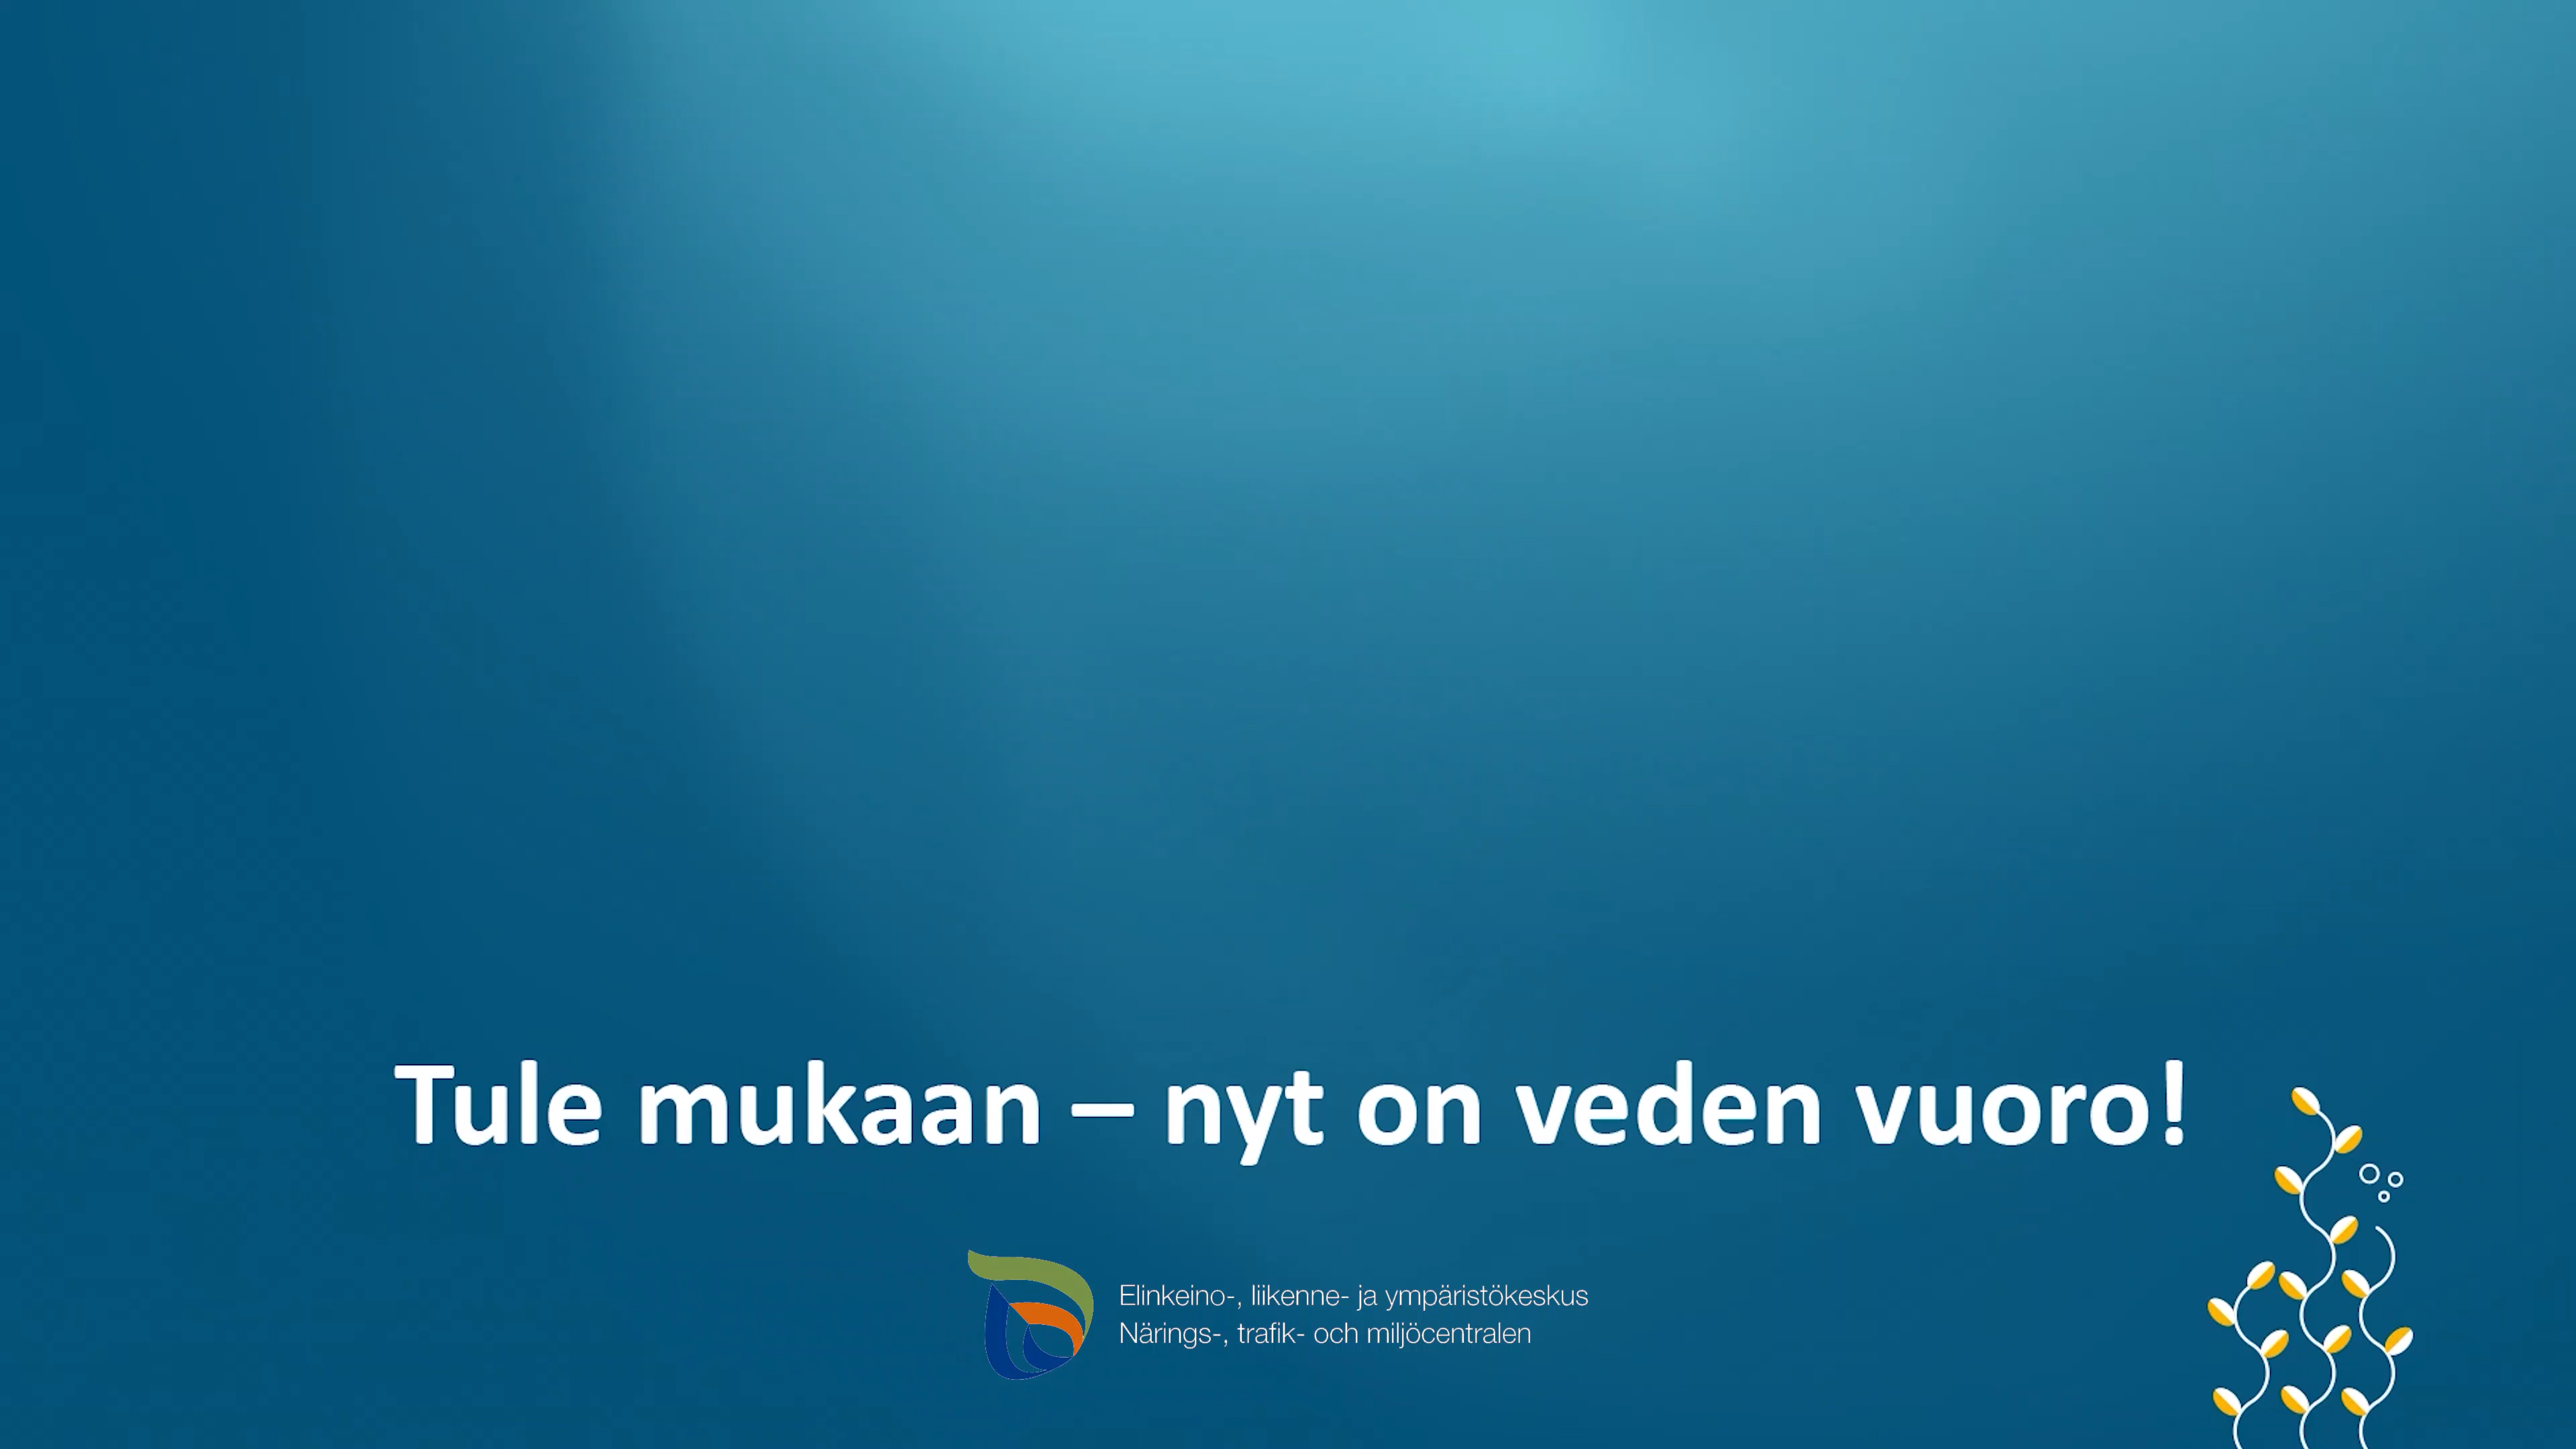 Tule mukaan – nyt on veden vuoro!
Elinkeino-, liikenne- ja ympäristökeskus
Närings-, trafik- och miljöcentralen